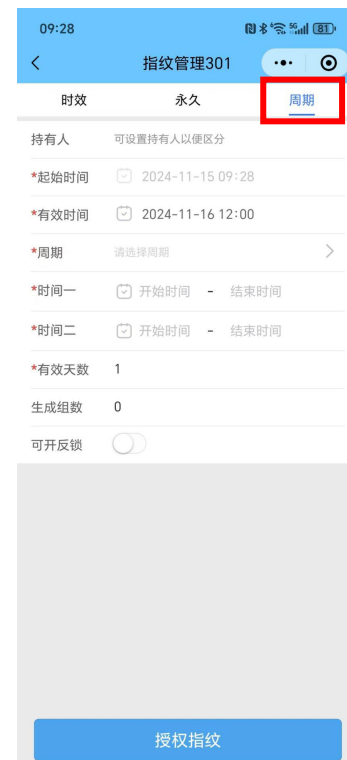 09:28 5G 81
指纹管理301
时效 永久 周期
持有人 可设置持有人以便区分
*起始时间 2024-11-15 09:28
*有效时间 2024-11-16 12:00
*周期 请选择周期
*时间一 开始时间 - 结束时间
*时间二 开始时间 - 结束时间
*有效天数 1
生成组数 0
可开反锁
授权指纹